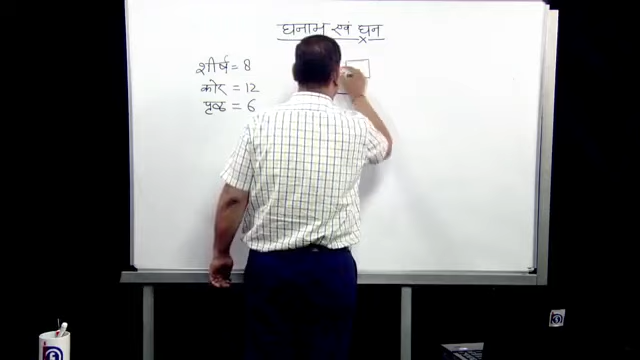 घनाभ एवं घन
शीर्ष = 8
कोर = 12
पृष्ठ = 6